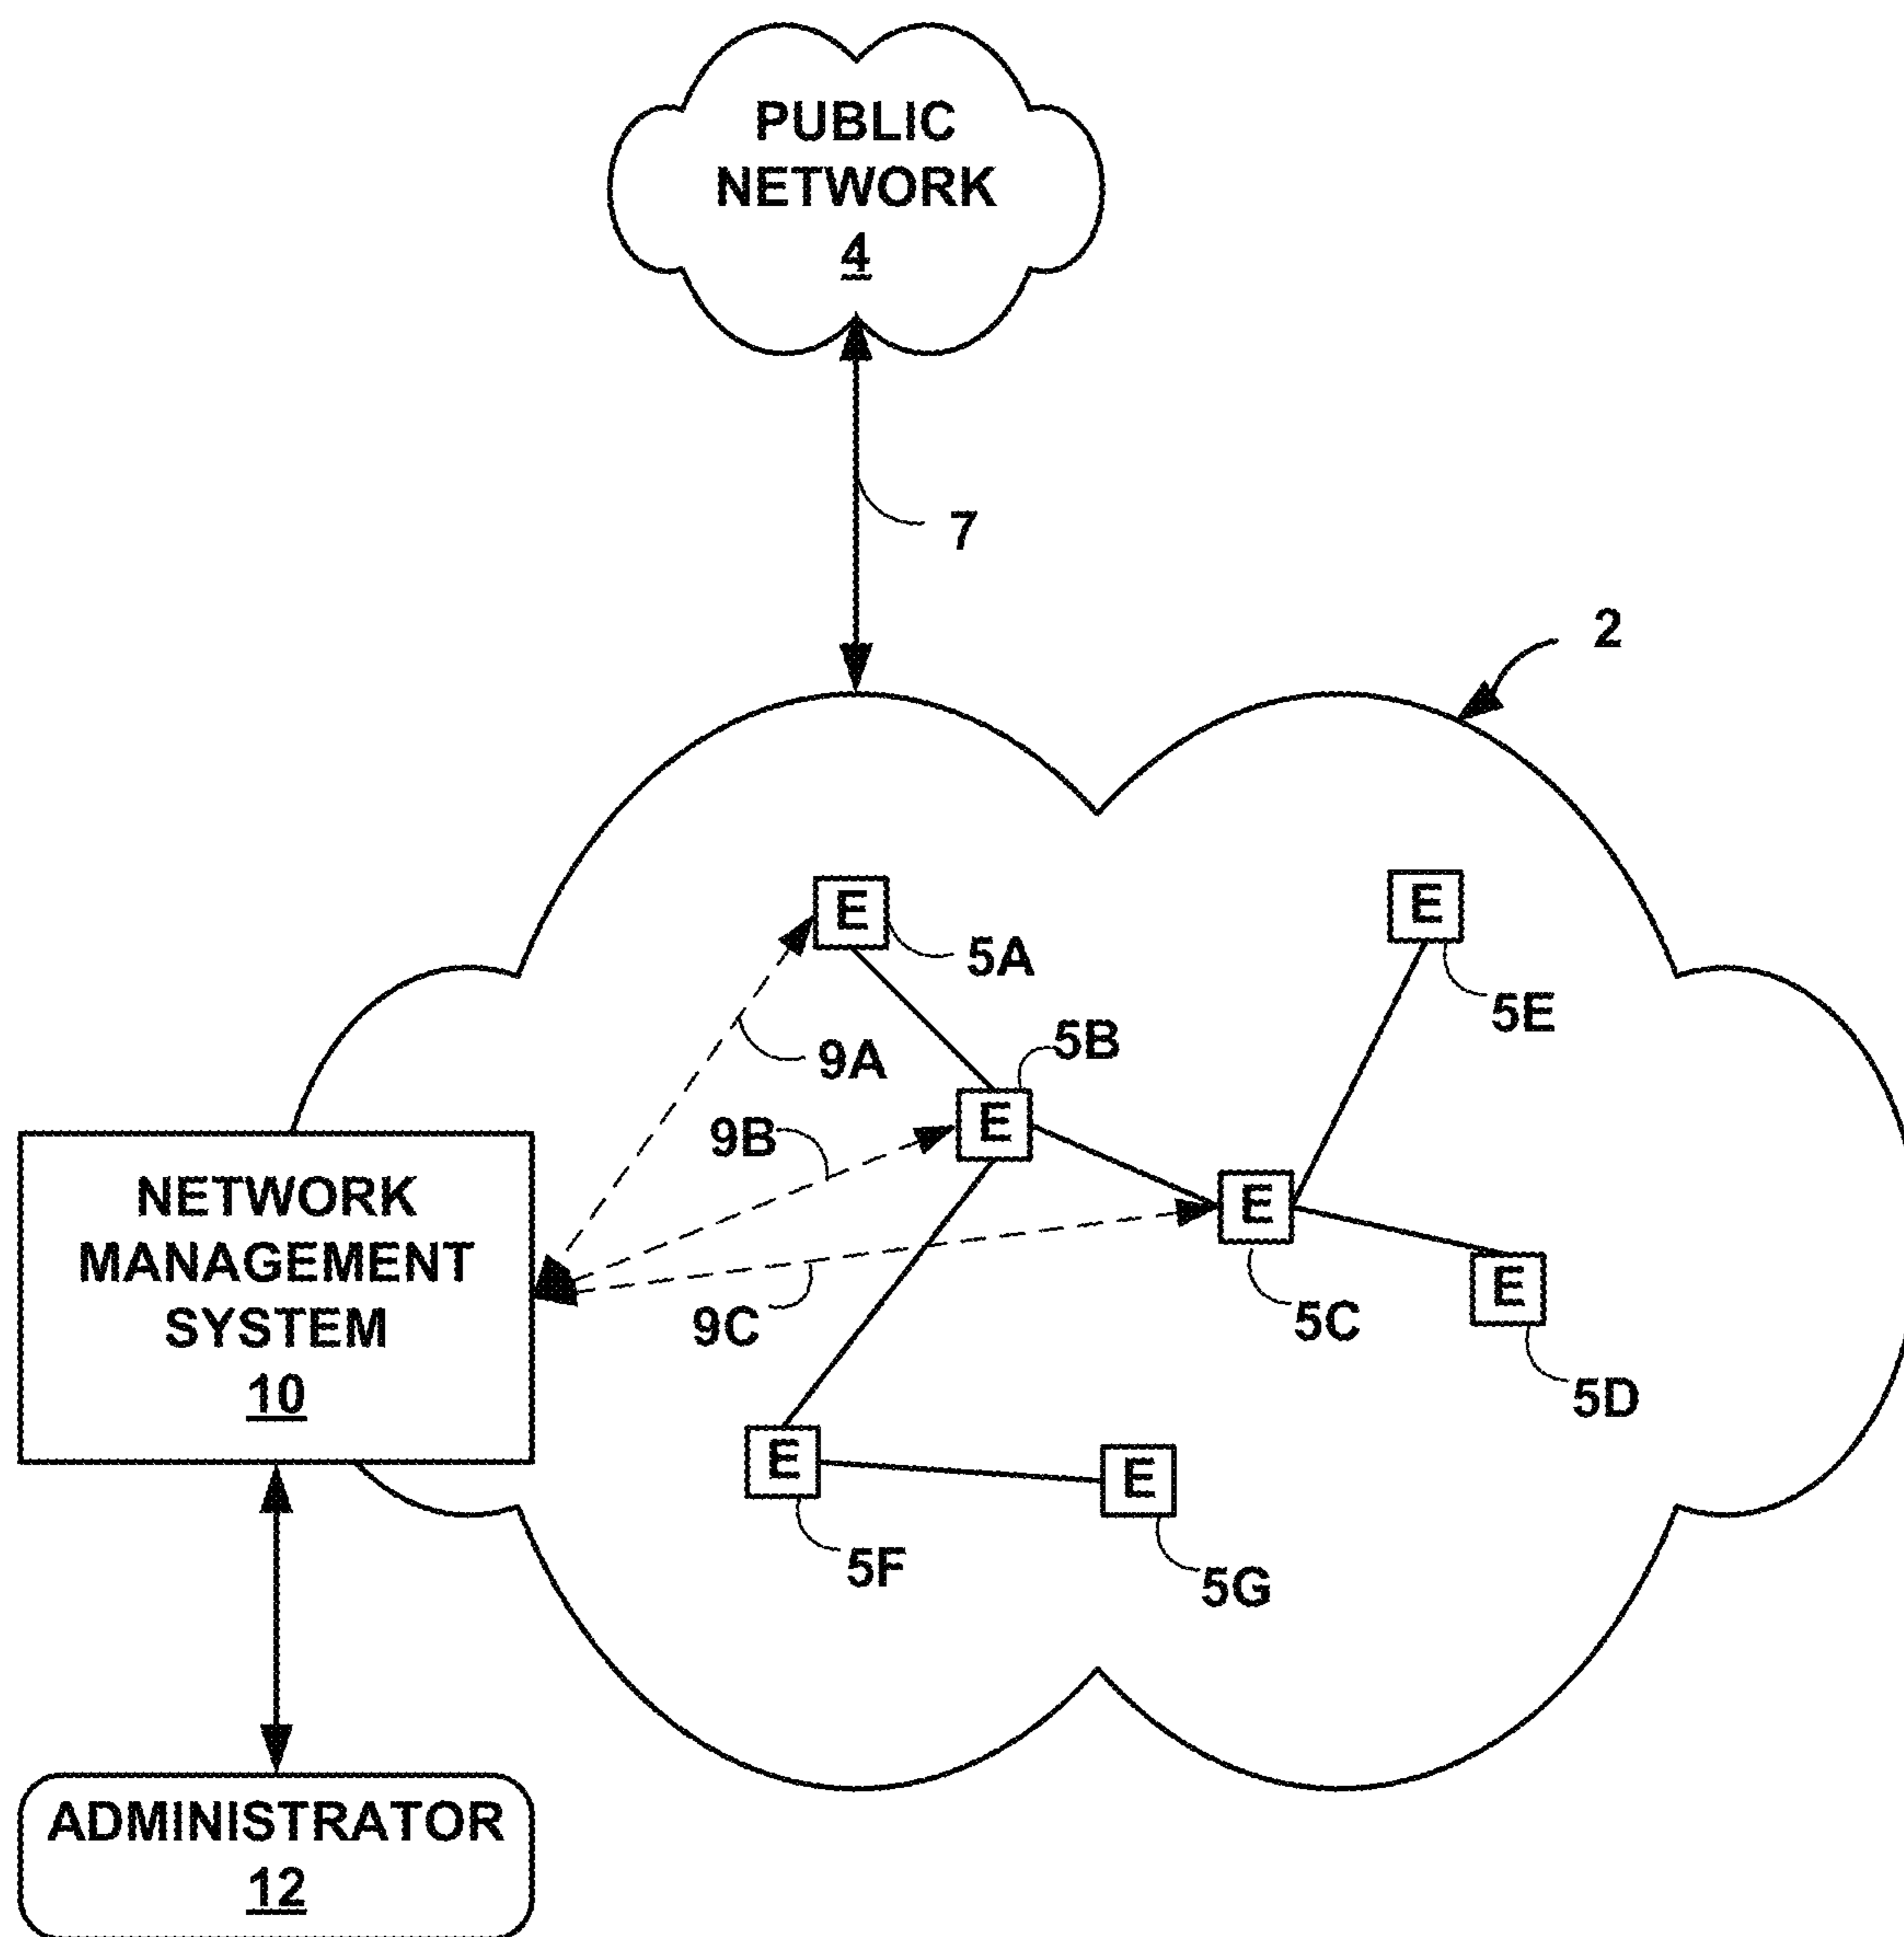 PUBLIC
NETWORK
4
7
2
E
5A
E
5E
5B
9A
E
9B
E
NETWORK
MANAGEMENT
SYSTEM
10
9C
5C
E
5D
E
5F
E
5G
ADMINISTRATOR
12